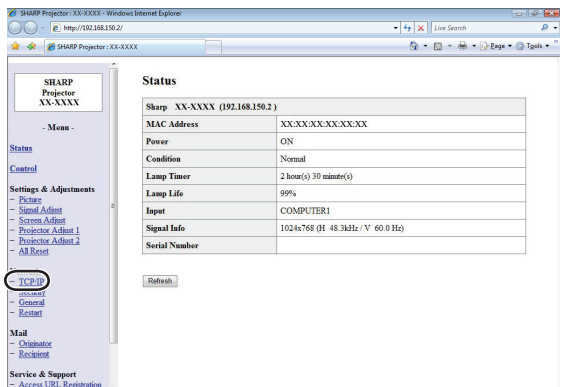 SHARP Projector : XX-XXXX - Windows Internet Explorer
http://192.168.150.2/
Live Search
SHARP Projector : XX-XXXX
Page
Tools
SHARP
Projector
XX-XXXX
- Menu -
Status
Control
Settings & Adjustments
- Picture
- Signal Adjust
- Screen Adjust
- Projector Adjust 1
- Projector Adjust 2
- All Reset
- TCP/IP
- Security
- General
- Restart
Mail
- Originator
- Recipient
Service & Support
- Access URL Registration
Status
Sharp XX-XXXX (192.168.150.2 )
MAC Address XX:XX:XX:XX:XX:XX
Power ON
Condition Normal
Lamp Timer 2 hour(s) 30 minute(s)
Lamp Life 99%
Input COMPUTER1
Signal Info 1024x768 (H 48.3kHz / V 60.0 Hz)
Serial Number
Refresh